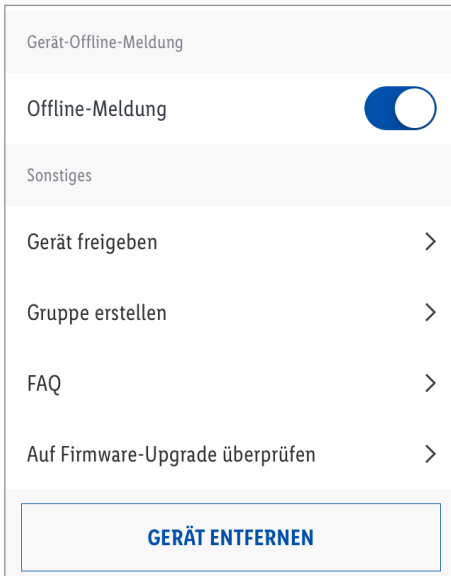 Gerät-Offline-Meldung
Offline-Meldung
Sonstiges
Gerät freigeben
Gruppe erstellen
FAQ
Auf Firmware-Upgrade überprüfen
GERÄT ENTFERNEN